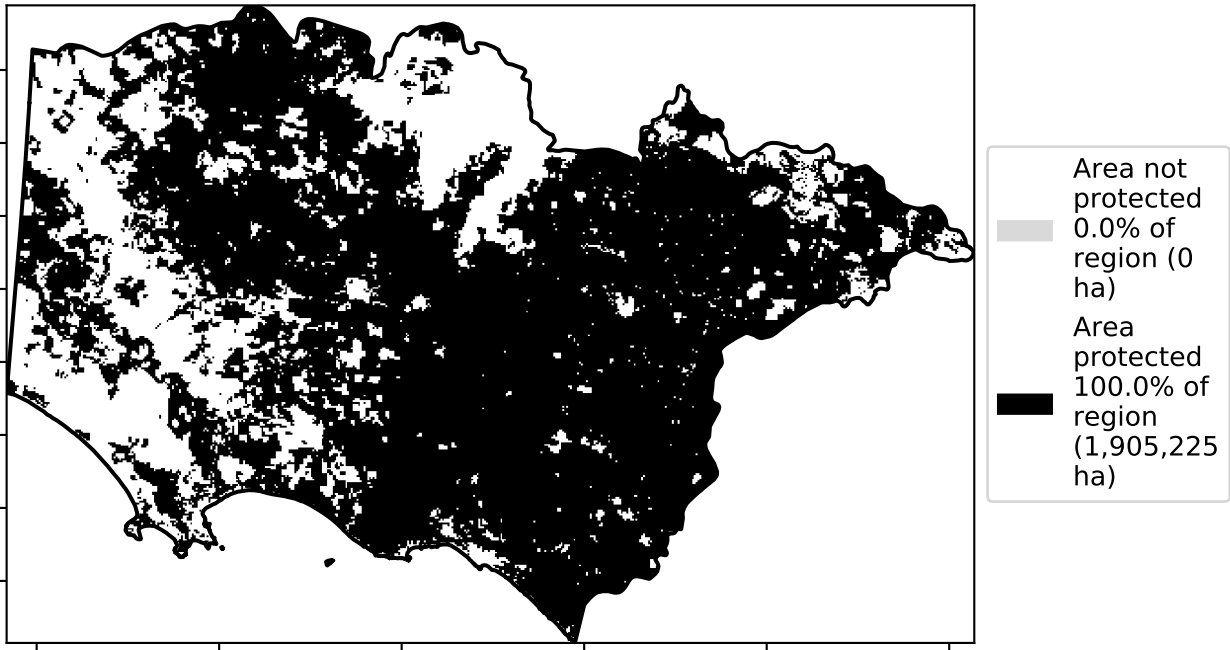 Area not
protected
0.0% of
region (0
ha)
Area
protected
100.0% of
region
(1,905,225
ha)